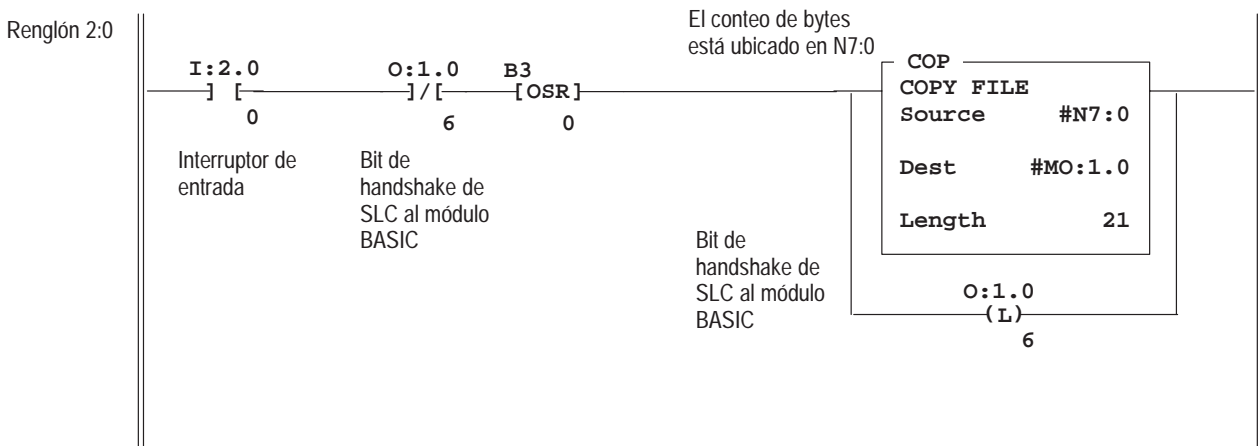 Renglón 2:0
I:2.0
] [
0
Interruptor de
entrada
O:1.0
]/[
6
Bit de
handshake de
SLC al módulo
BASIC
B3
[OSR]
0
El conteo de bytes
está ubicado en N7:0
COP
COPY FILE
Source #N7:0
Dest #MO:1.0
Length 21
Bit de
handshake de
SLC al módulo
BASIC
O:1.0
(L)
6